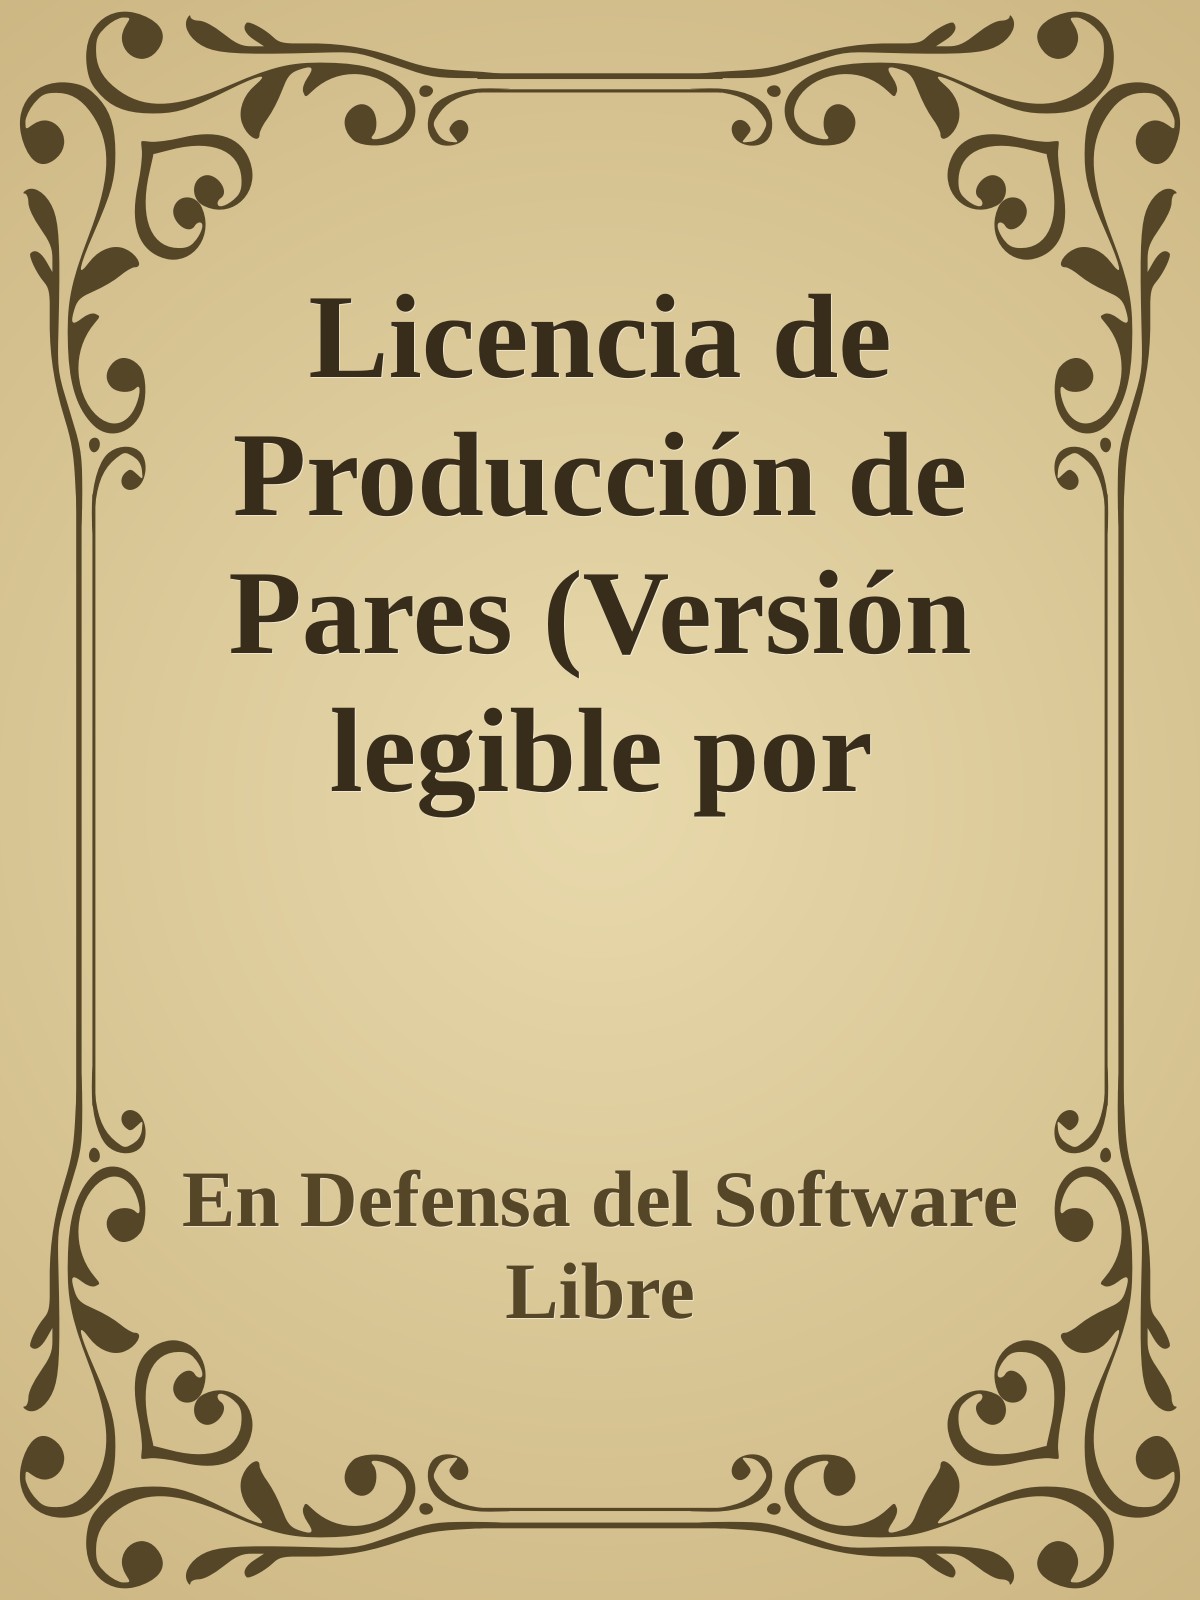 Licencia de
Producción de
Pares (Versión
legible por
En Defensa del Software
Libre